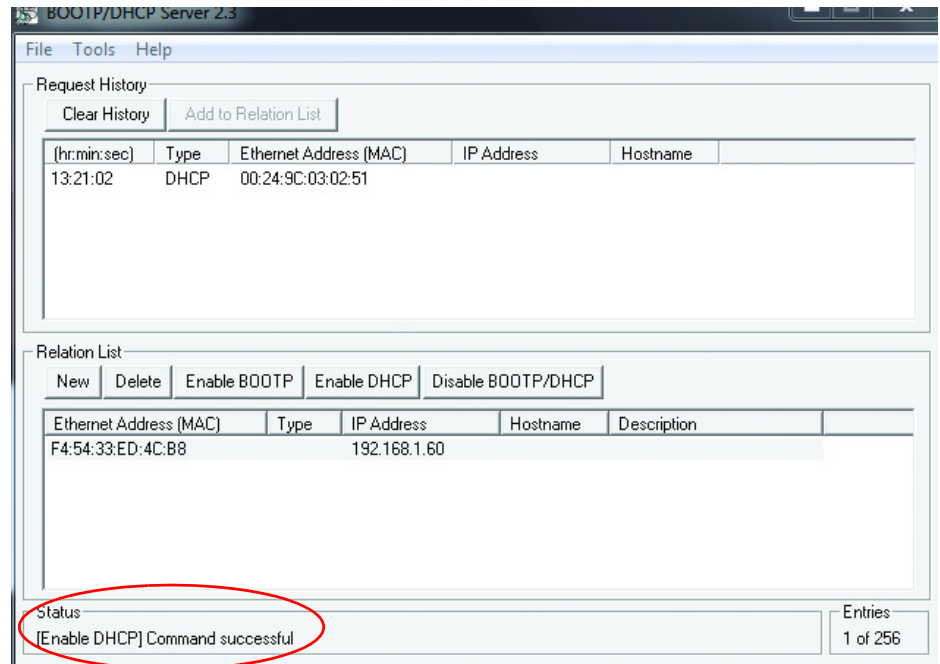 BOOTP/DHCP Server 2.3
File Tools Help
Request History
Clear History Add to Relation List
(hr:min:sec) Type Ethernet Address (MAC) IP Address Hostname
13:21:02 DHCP 00:24:9C:03:02:51
Relation List
New Delete Enable BOOTP Enable DHCP Disable BOOTP/DHCP
Ethernet Address (MAC) Type IP Address Hostname Description
F4:54:33:ED:4C:B8 192.168.1.60
Status
[Enable DHCP] Command successful
Entries
1 of 256